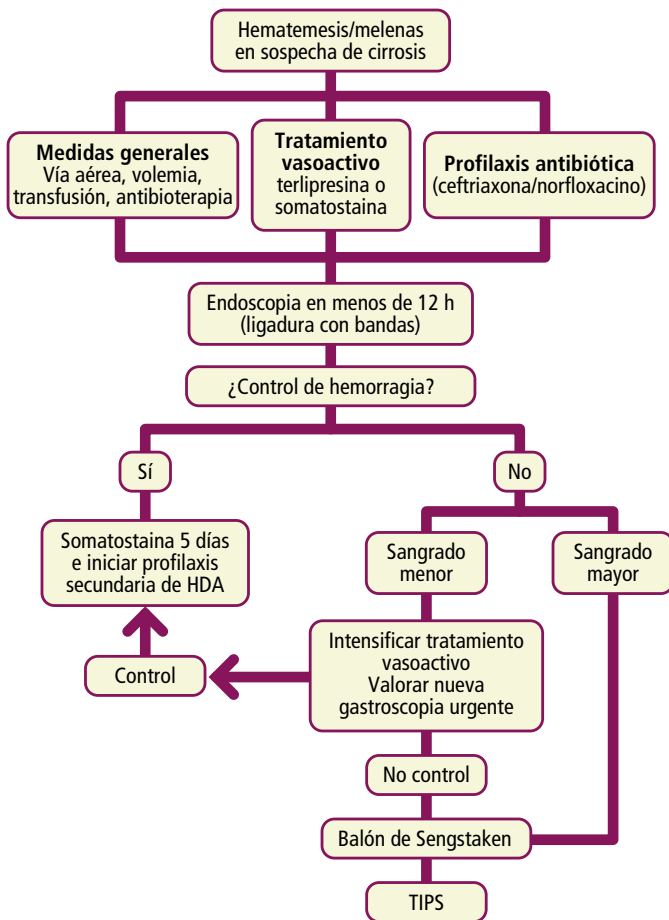 Hematemesis/melenas
en sospecha de cirrosis
Medidas generales
Vía aérea, volemia,
transfusión, antibioterapia
Tratamiento
vasoactivo
terlipresina o
somatostaina
Profilaxis antibiótica
(ceftriaxona/norfloxacino)
Endoscopia en menos de 12 h
(ligadura con bandas)
¿Control de hemorragia?
Sí
No
Somatostaina 5 días
e iniciar profilaxis
secundaria de HDA
Sangrado
menor
Sangrado
mayor
Control
Intensificar tratamiento
vasoactivo
Valorar nueva
gastroscopia urgente
No control
Balón de Sengstaken
TIPS